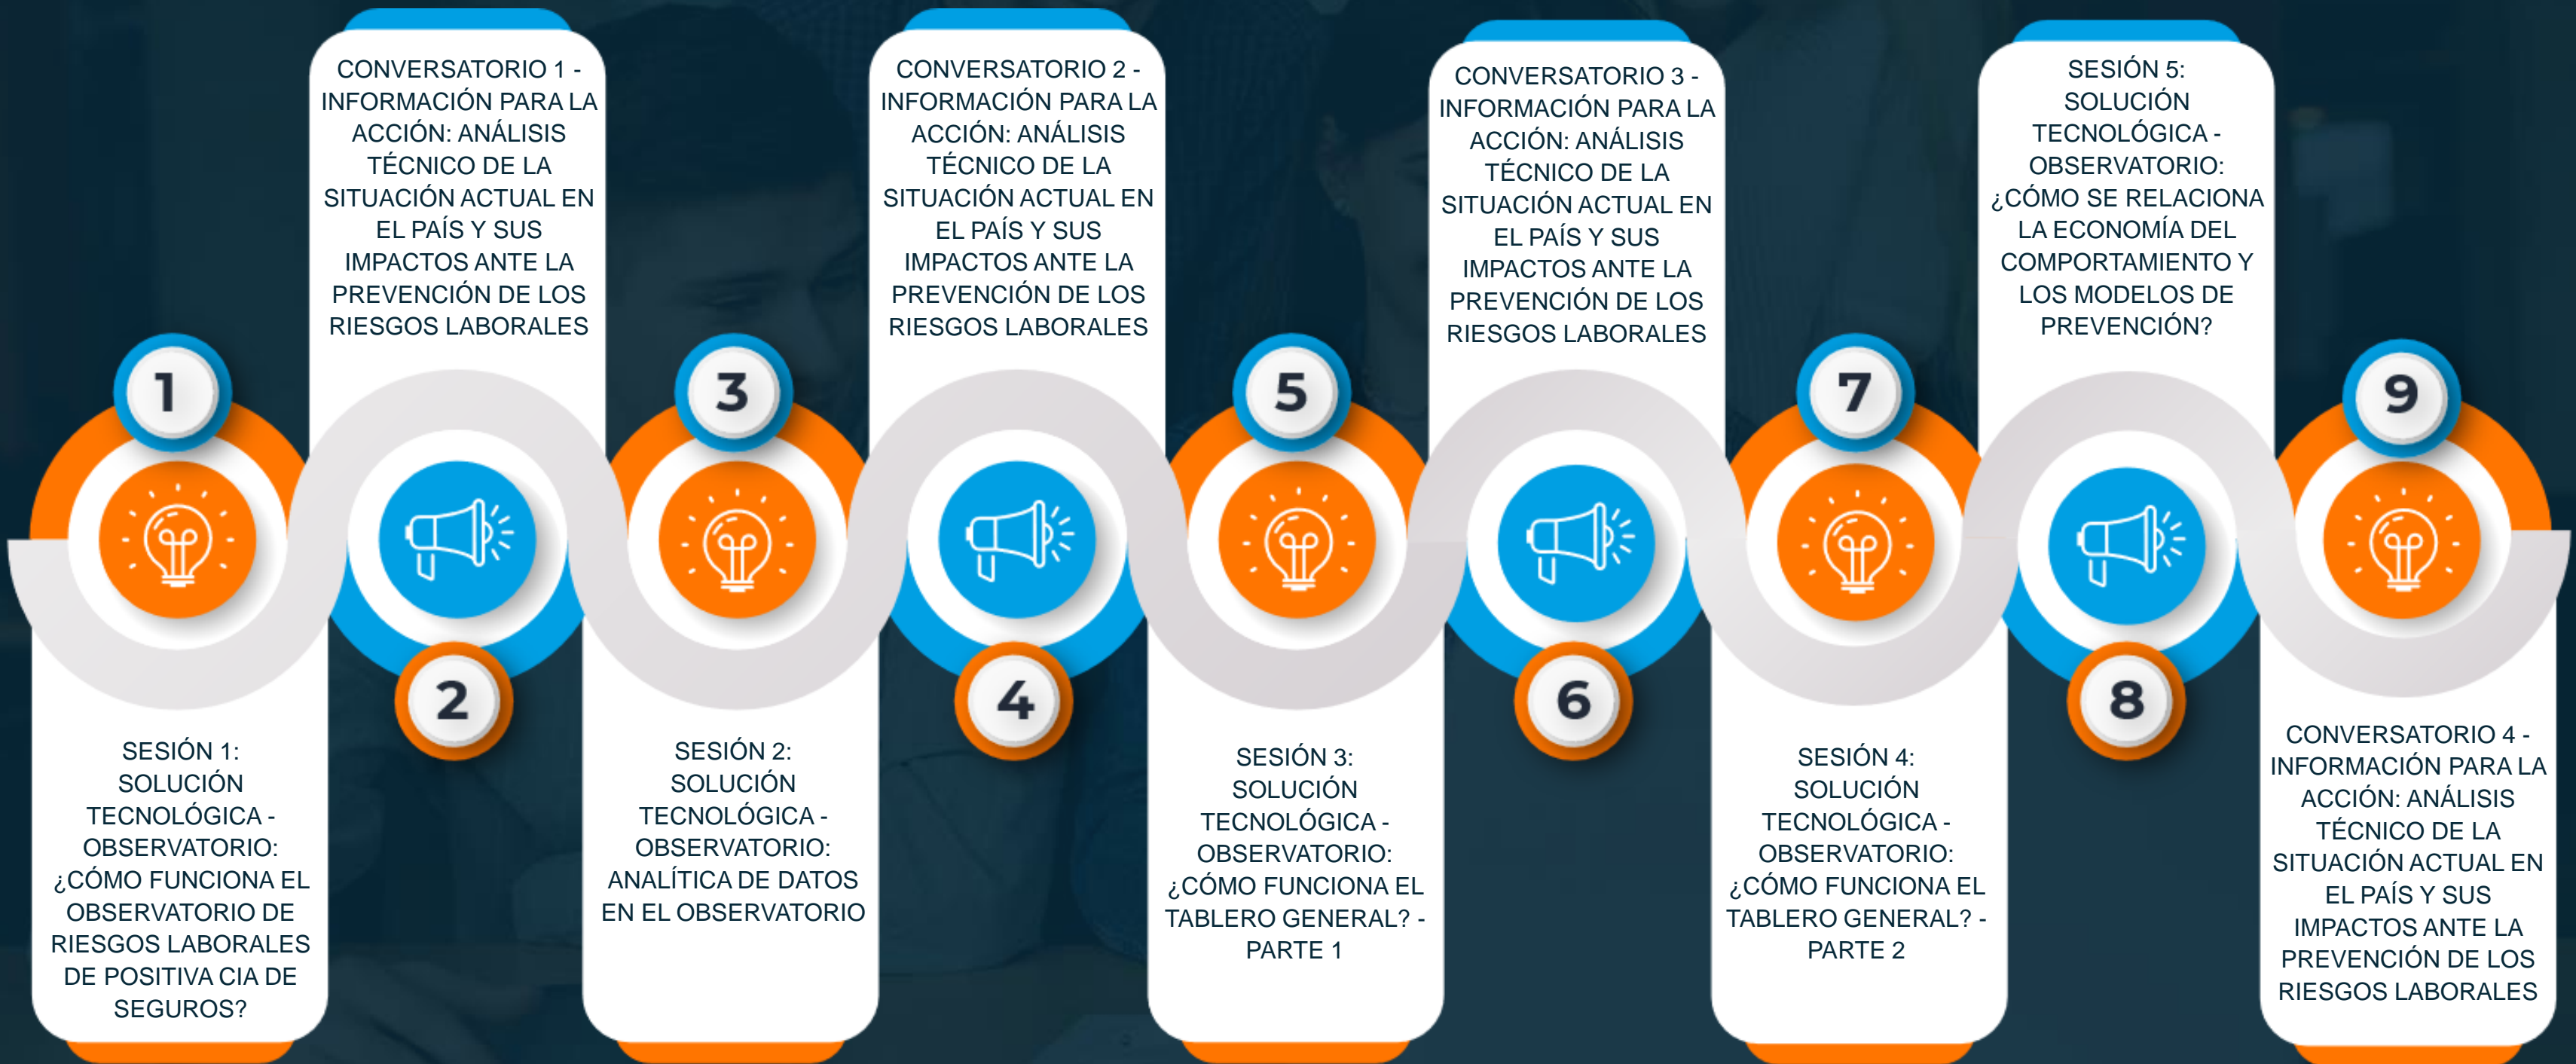 1
SESIÓN 1:
SOLUCIÓN
TECNOLÓGICA -
OBSERVATORIO:
¿CÓMO FUNCIONA EL
OBSERVATORIO DE
RIESGOS LABORALES
DE POSITIVA CIA DE
SEGUROS?
CONVERSATORIO 1 -
INFORMACIÓN PARA LA
ACCIÓN: ANÁLISIS
TÉCNICO DE LA
SITUACIÓN ACTUAL EN
EL PAÍS Y SUS
IMPACTOS ANTE LA
PREVENCIÓN DE LOS
RIESGOS LABORALES
2
3
SESIÓN 2:
SOLUCIÓN
TECNOLÓGICA -
OBSERVATORIO:
ANALÍTICA DE DATOS
EN EL OBSERVATORIO
CONVERSATORIO 2 -
INFORMACIÓN PARA LA
ACCIÓN: ANÁLISIS
TÉCNICO DE LA
SITUACIÓN ACTUAL EN
EL PAÍS Y SUS
IMPACTOS ANTE LA
PREVENCIÓN DE LOS
RIESGOS LABORALES
4
5
SESIÓN 3:
SOLUCIÓN
TECNOLÓGICA -
OBSERVATORIO:
¿CÓMO FUNCIONA EL
TABLERO GENERAL? -
PARTE 1
CONVERSATORIO 3 -
INFORMACIÓN PARA LA
ACCIÓN: ANÁLISIS
TÉCNICO DE LA
SITUACIÓN ACTUAL EN
EL PAÍS Y SUS
IMPACTOS ANTE LA
PREVENCIÓN DE LOS
RIESGOS LABORALES
6
7
SESIÓN 4:
SOLUCIÓN
TECNOLÓGICA -
OBSERVATORIO:
¿CÓMO FUNCIONA EL
TABLERO GENERAL? -
PARTE 2
SESIÓN 5:
SOLUCIÓN
TECNOLÓGICA -
OBSERVATORIO:
¿CÓMO SE RELACIONA
LA ECONOMÍA DEL
COMPORTAMIENTO Y
LOS MODELOS DE
PREVENCIÓN?
8
9
CONVERSATORIO 4 -
INFORMACIÓN PARA LA
ACCIÓN: ANÁLISIS
TÉCNICO DE LA
SITUACIÓN ACTUAL EN
EL PAÍS Y SUS
IMPACTOS ANTE LA
PREVENCIÓN DE LOS
RIESGOS LABORALES